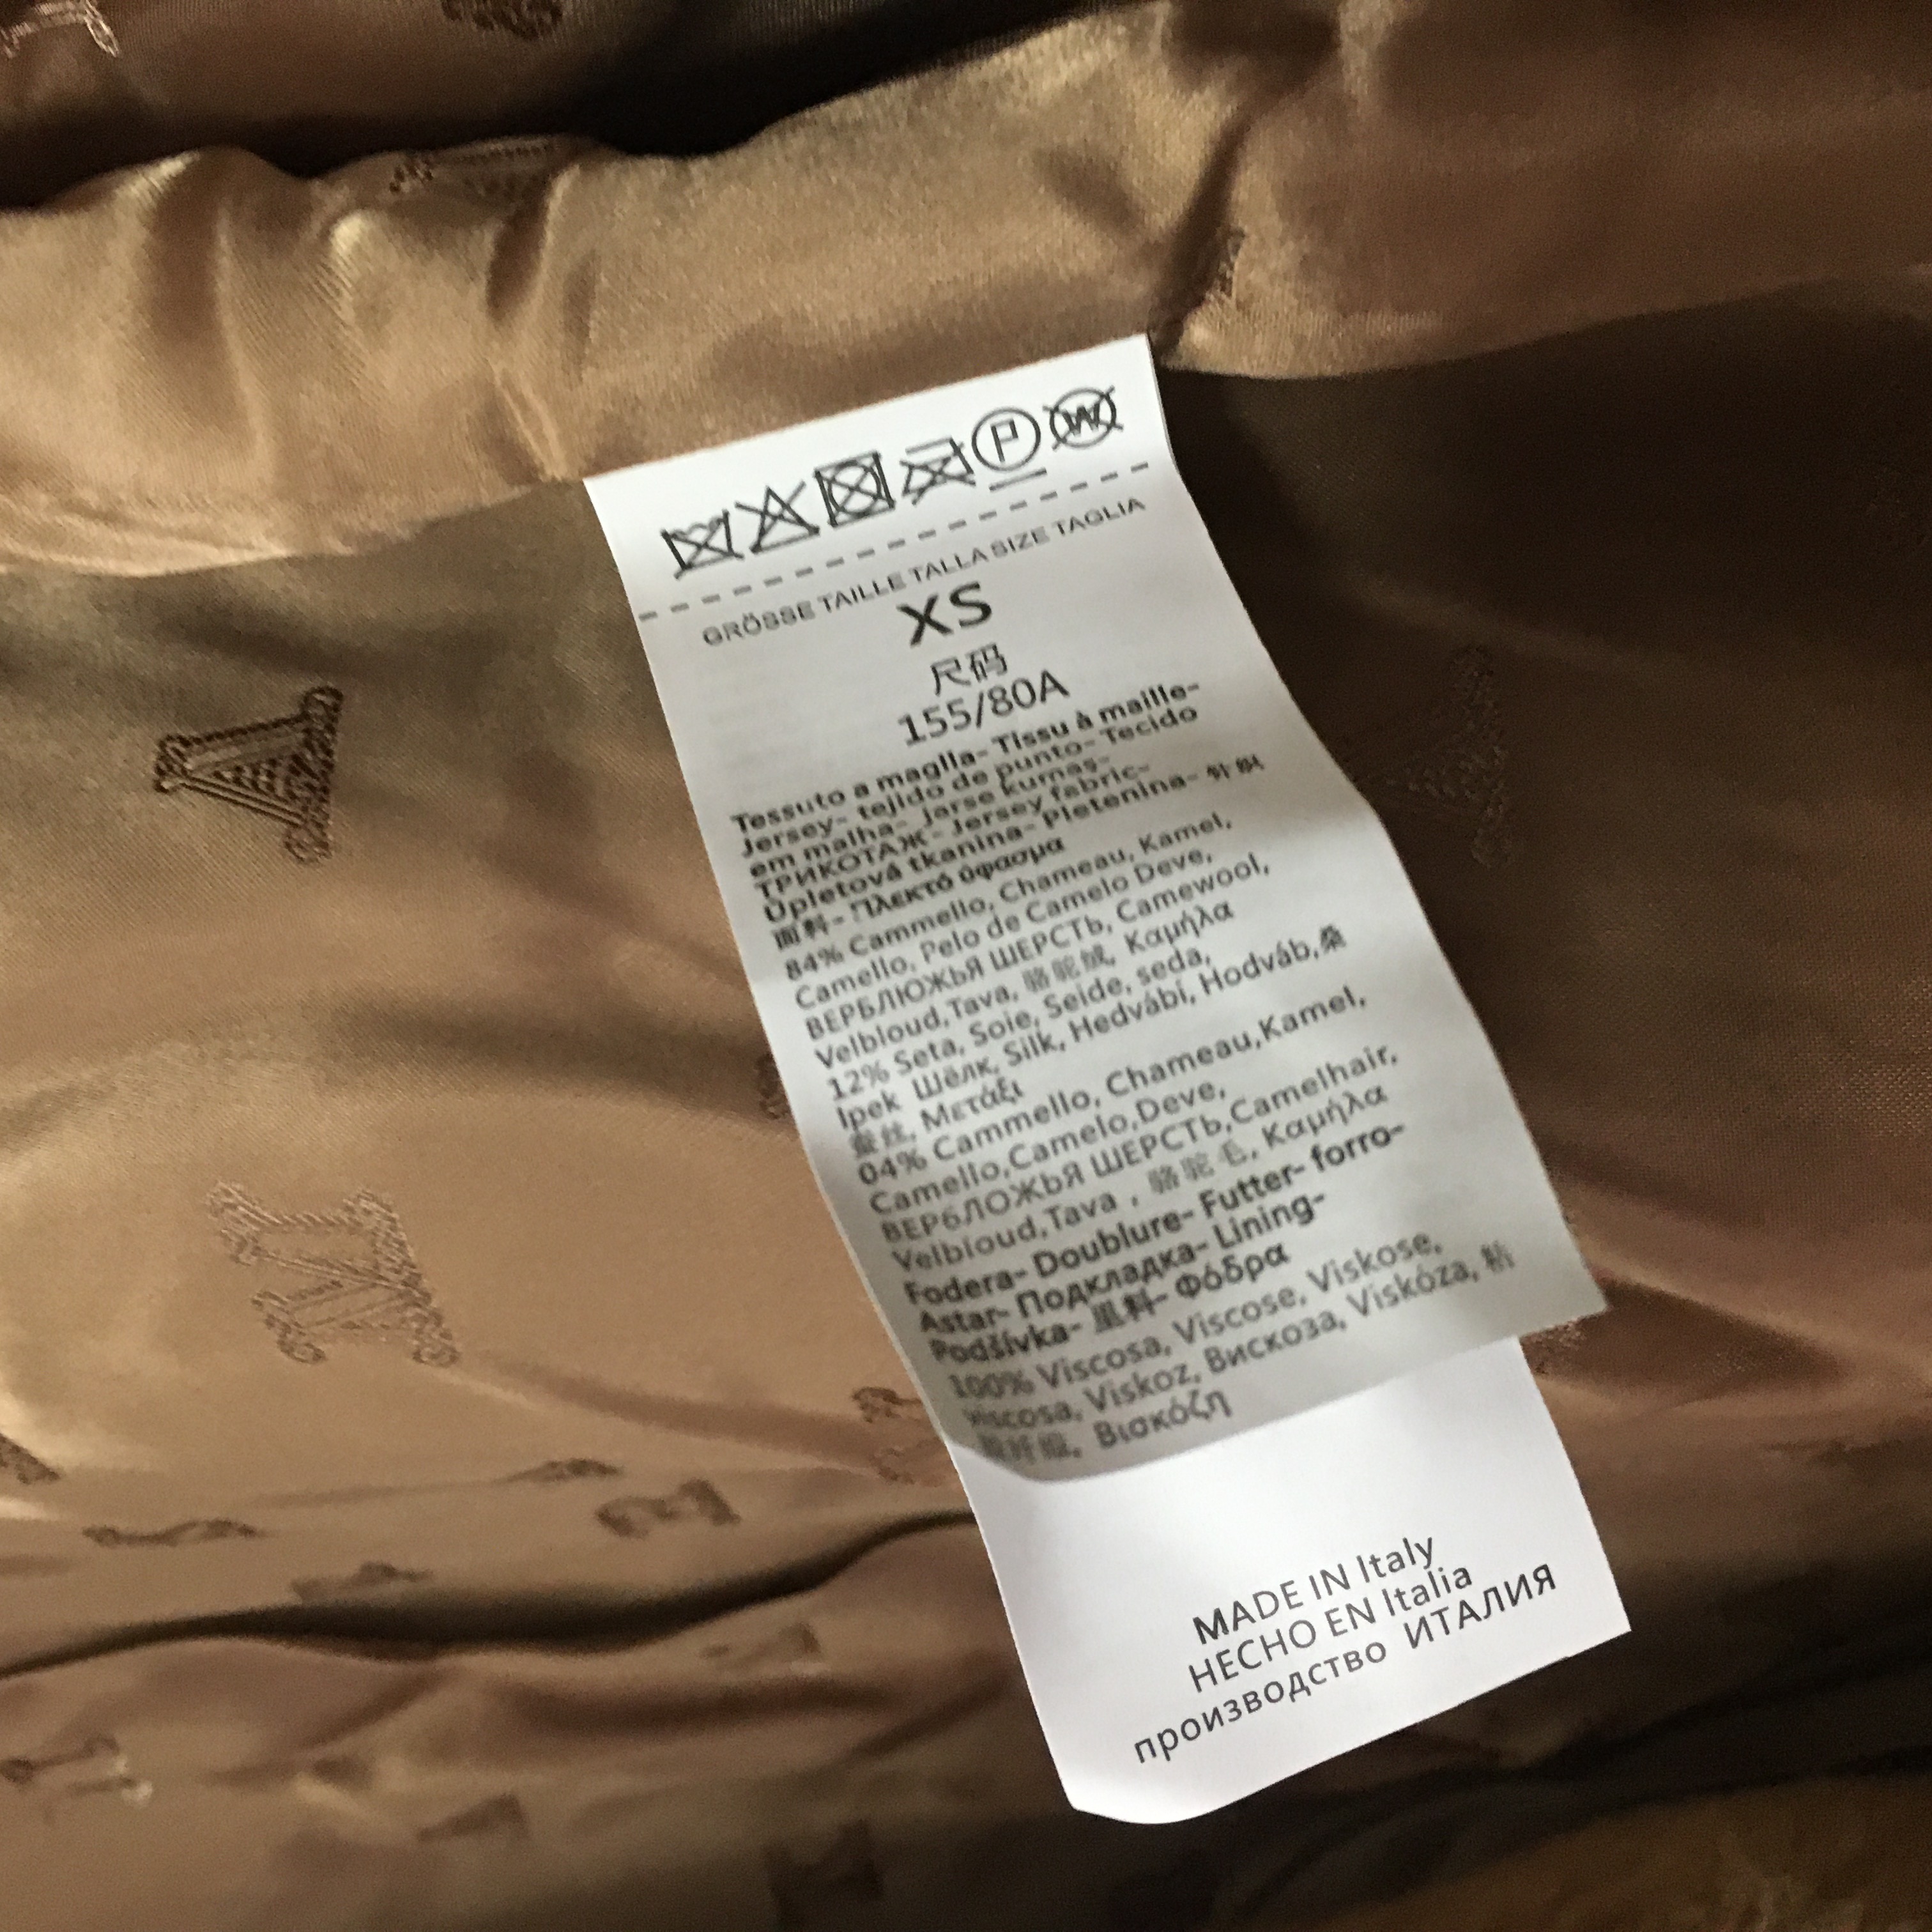 P W
GRÖSSE TAILLE TALLA SIZE TAGLIA
XS
尺码
155/80A
Tessuto a maglia- Tissu à maille-
Jersey- tejido de punto- Tecido
em malha- jarse kumaş-
ТРИКОТАЖ- Jersey fabric-
Úpletová tkanina- Pletenina- 针织
面料- Πλεκτό ύφασμα
84% Cammello, Chameau, Kamel,
Camello, Pelo de Camelo Deve,
ВЕРБЛЮЖЬЯ ШЕРСТЬ, Camewool,
Velbloud,Tava, 骆驼绒, Καμήλα
12% Seta, Soie, Seide, seda,
Ipek Шёлк, Silk, Hedvábí, Hodváb,桑
蚕丝, Μετάξι
04% Cammello, Chameau,Kamel,
Camello,Camelo,Deve,
ВЕРбЛОЖЬЯ ШЕРСТЬ,Camelhair,
Velbloud,Tava , 骆驼毛, Καμήλα
Fodera- Doublure- Futter- forro-
Astar- Подкладка- Lining-
Podšívka- 里料- Φόδρα
100% Viscosa, Viscose, Viskose,
Viscosa, Viskoz, Вискоза, Viskóza, 粘
Βισκόζη
MADE IN Italy
HECHO EN Italia
производство ИТАЛИЯ